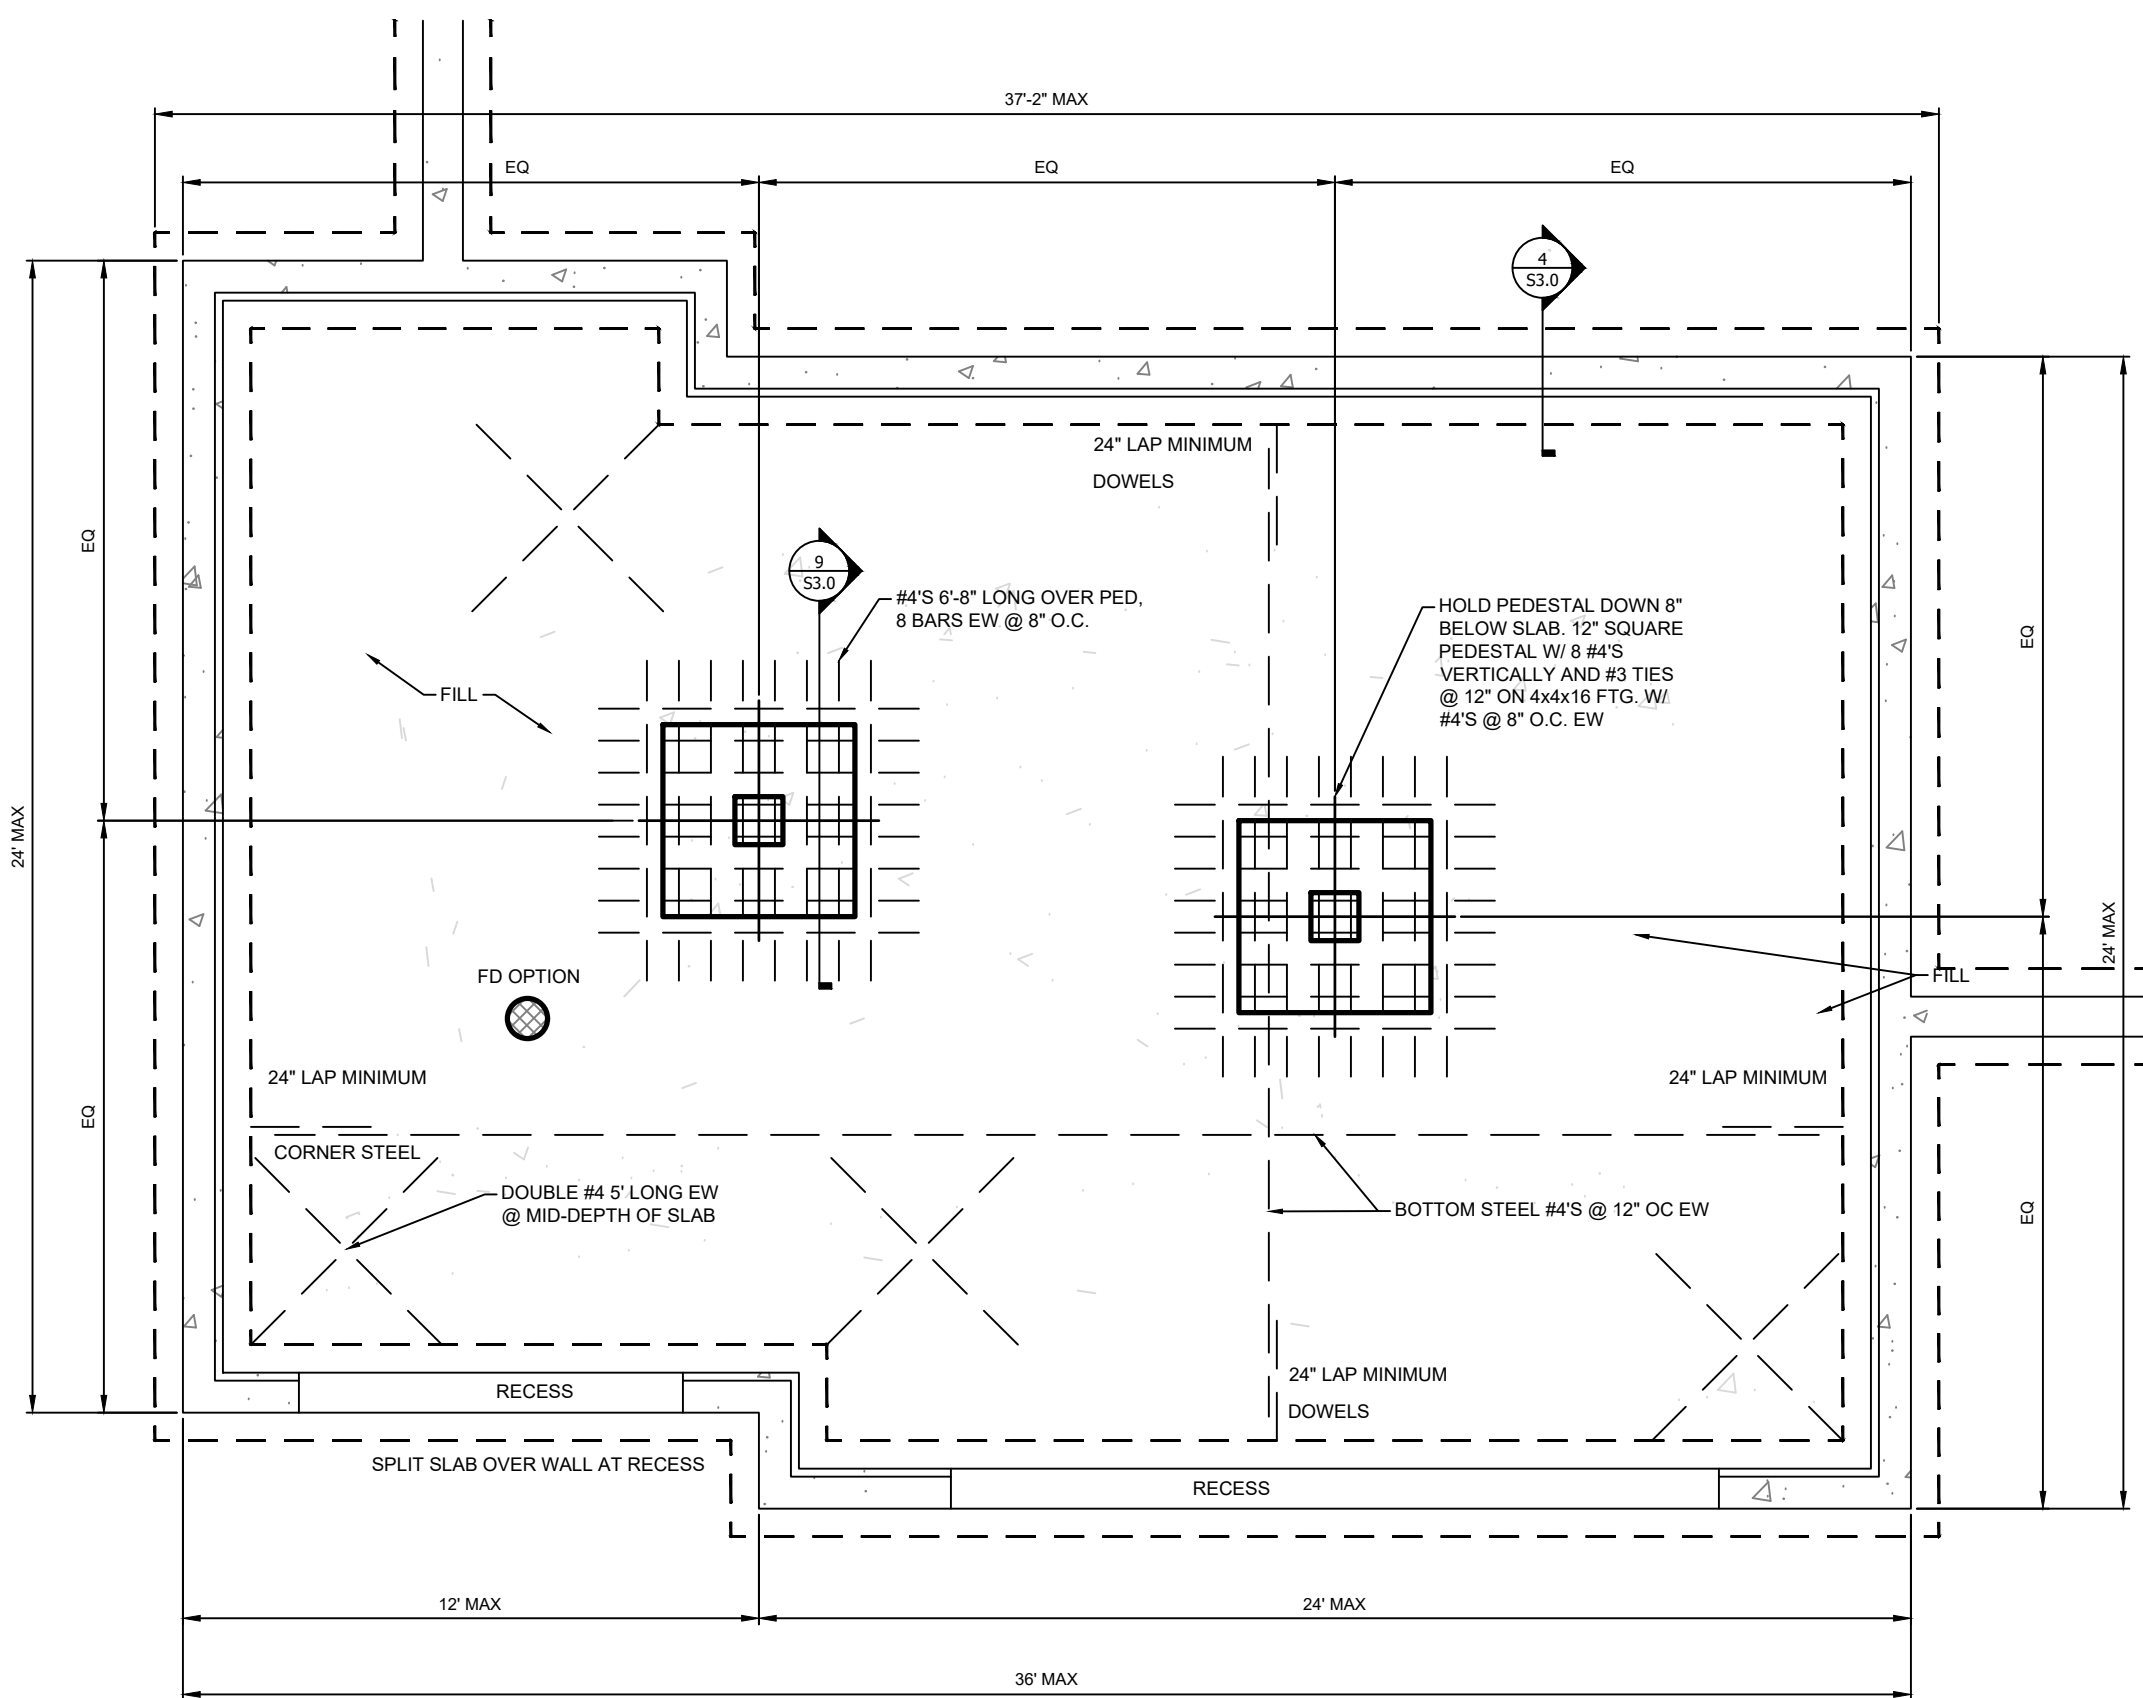 37'-2" MAX
EQ
EQ
EQ
4
S3.0
24" LAP MINIMUM
DOWELS
9
S3.0
#4'S 6'-8" LONG OVER PED,
8 BARS EW @ 8" O.C.
HOLD PEDESTAL DOWN 8"
BELOW SLAB. 12" SQUARE
PEDESTAL W/ 8 #4'S
VERTICALLY AND #3 TIES
@ 12" ON 4x4x16 FTG. W/
#4'S @ 8" O.C. EW
EQ
EQ
FILL
24' MAX
24' MAX
FD OPTION
FILL
24" LAP MINIMUM
24" LAP MINIMUM
EQ
CORNER STEEL
DOUBLE #4 5' LONG EW
@ MID-DEPTH OF SLAB
BOTTOM STEEL #4'S @ 12" OC EW
EQ
24" LAP MINIMUM
DOWELS
RECESS
SPLIT SLAB OVER WALL AT RECESS
RECESS
12' MAX
24' MAX
36' MAX